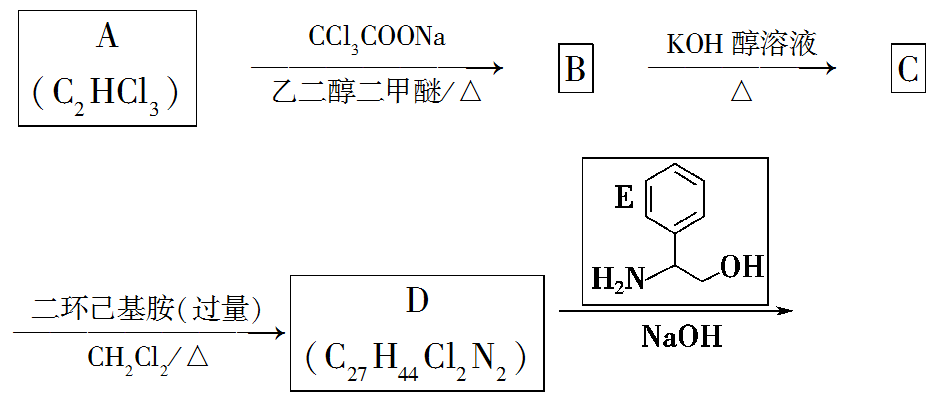 A
(C₂HCl₃)
CCl₃COONa
乙二醇二甲醚/△
B
KOH 醇溶液
△
C
二环己基胺(过量)
CH₂Cl₂/△
D
(C₂₇H₄₄Cl₂N₂)
E
H₂N
OH
NaOH